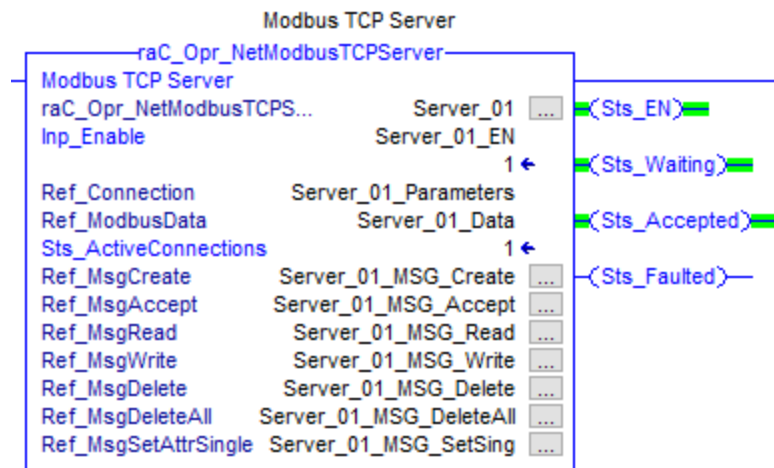 Modbus TCP Server
raC_Opr_NetModbusTCPServer
Modbus TCP Server
raC_Opr_NetModbusTCPS... Server_01 ... (Sts_EN)
Inp_Enable Server_01_EN
1 (Sts_Waiting)
Ref_Connection Server_01_Parameters
Ref_ModbusData Server_01_Data (Sts_Accepted)
Sts_ActiveConnections 1
Ref_MsgCreate Server_01_MSG_Create ... (Sts_Faulted)
Ref_MsgAccept Server_01_MSG_Accept ...
Ref_MsgRead Server_01_MSG_Read ...
Ref_MsgWrite Server_01_MSG_Write ...
Ref_MsgDelete Server_01_MSG_Delete ...
Ref_MsgDeleteAll Server_01_MSG_DeleteAll ...
Ref_MsgSetAttrSingle Server_01_MSG_SetSing ...